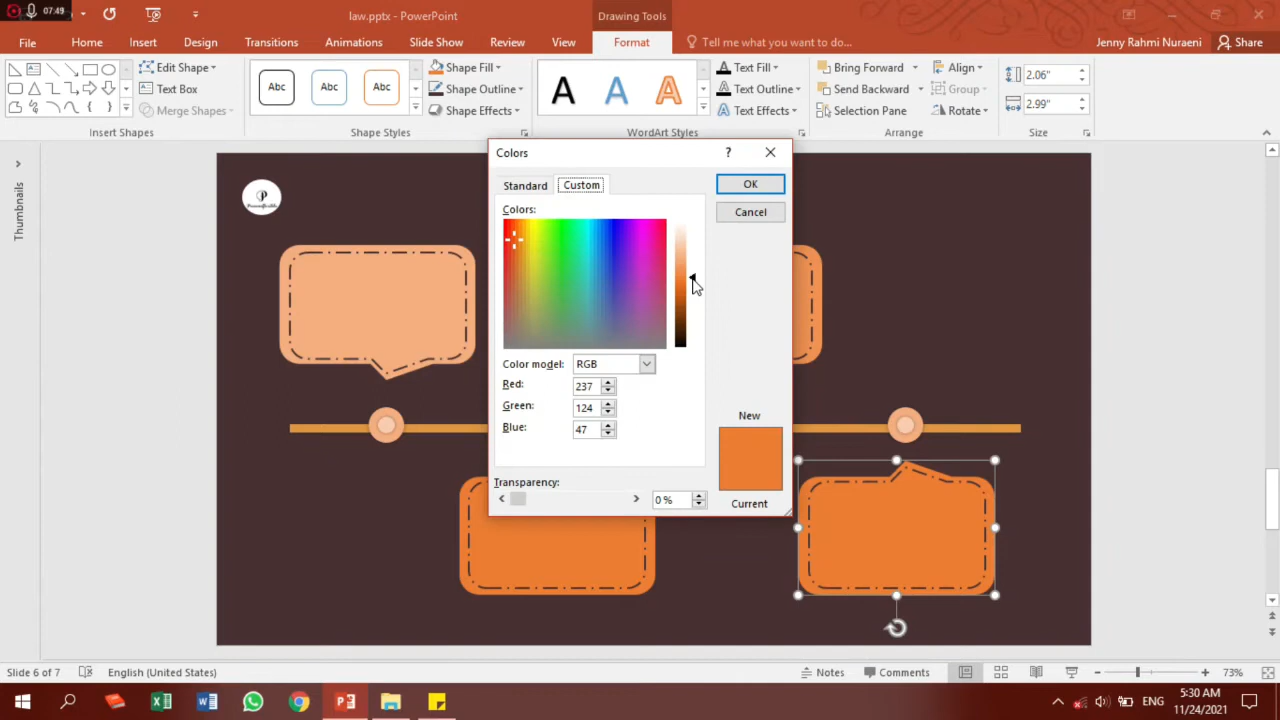 07:49
law.pptx - PowerPoint
Drawing Tools
File Home Insert Design Transitions Animations Slide Show Review View Format Tell me what you want to do... Jenny Rahmi Nuraeni Share
Edit Shape
Text Box
Merge Shapes
Insert Shapes
Abc Abc Abc
Shape Fill
Shape Outline
Shape Effects
Shape Styles
A A A
Text Fill
Text Outline
Text Effects
WordArt Styles
Bring Forward
Send Backward
Selection Pane
Align
Group
Rotate
Arrange
2.06"
2.99"
Size
Thumbnails
Colors
?
Standard Custom
OK
Cancel
Colors:
Color model: RGB
Red: 237
Green: 124
Blue: 47
Transparency:
0 %
New
Current
Slide 6 of 7 English (United States) Notes Comments 73%
ENG
5:30 AM
11/24/2021